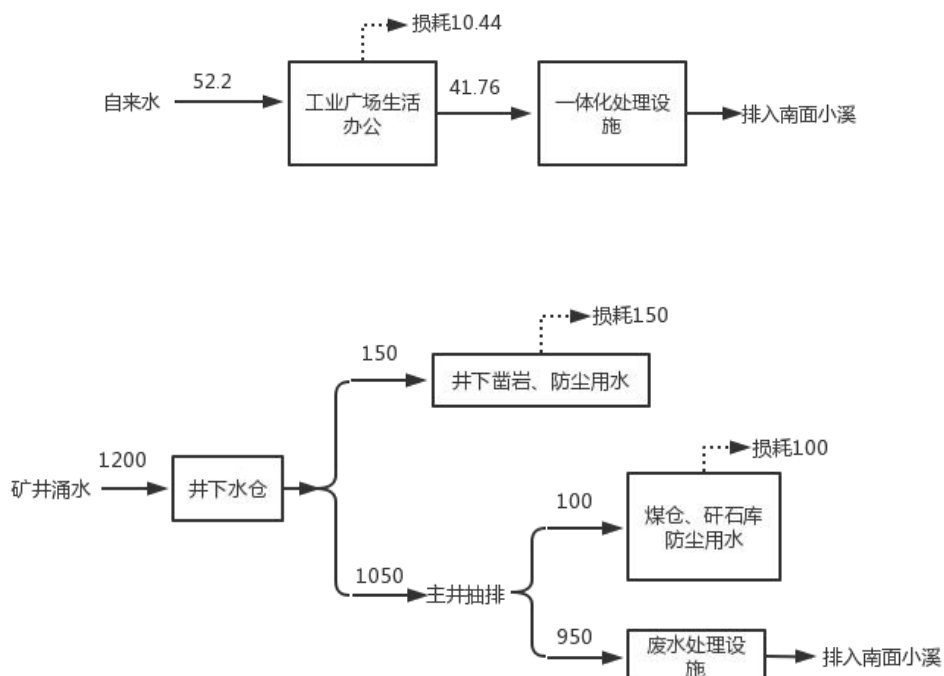 损耗10.44
52.2
41.76
自来水
工业广场生活
办公
一体化处理设
施
排入南面小溪
损耗150
150
井下凿岩、防尘用水
损耗100
1200
矿井涌水
井下水仓
100
煤仓、矸石库
防尘用水
1050
主井抽排
950
废水处理设
施
排入南面小溪